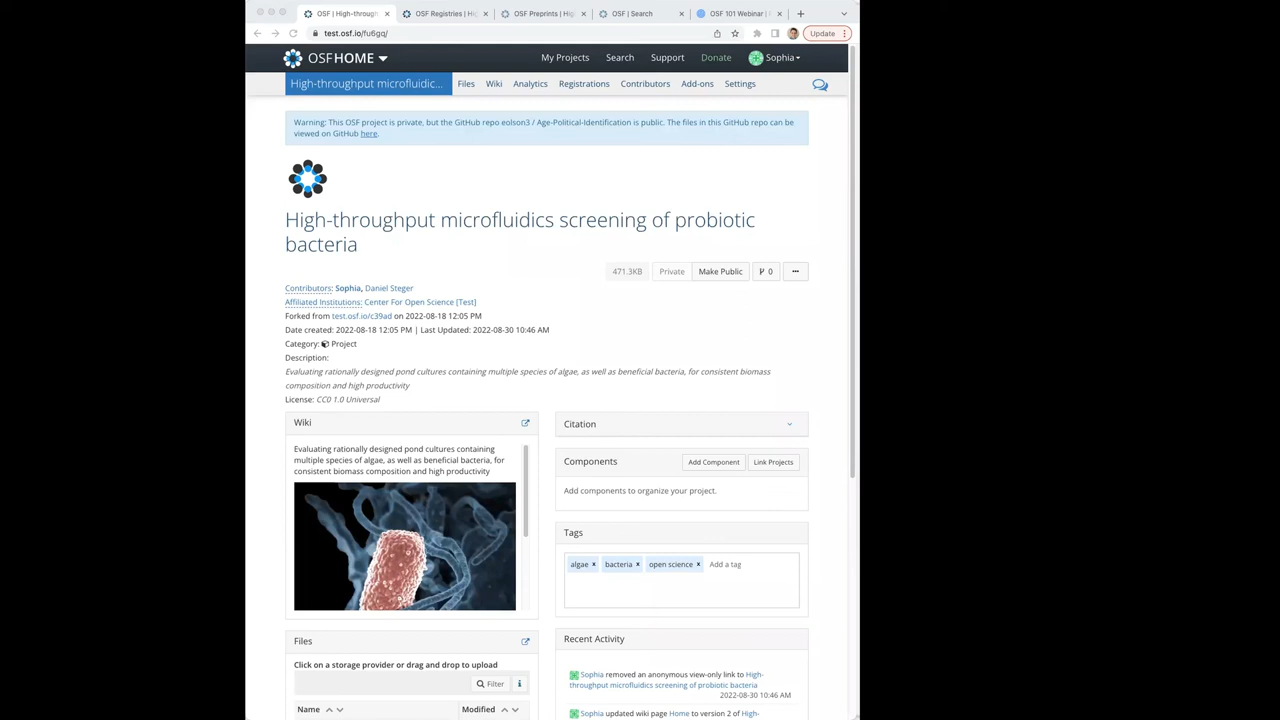 OSF | High-through
OSF Registries | Hi
OSF Preprints | Hi
OSF | Search
OSF 101 Webinar |
test.osf.io/fu6gq/
Update
OSFHOME
My Projects
Search
Support
Donate
Sophia
High-throughput microfluidic...
Files
Wiki
Analytics
Registrations
Contributors
Add-ons
Settings
Warning: This OSF project is private, but the GitHub repo eolson3 / Age-Political-Identification is public. The files in this GitHub repo can be
viewed on GitHub here.
High-throughput microfluidics screening of probiotic
bacteria
471.3KB
Private
Make Public
0
Contributors: Sophia, Daniel Steger
Affiliated Institutions: Center For Open Science [Test]
Forked from test.osf.io/c39ad on 2022-08-18 12:05 PM
Date created: 2022-08-18 12:05 PM | Last Updated: 2022-08-30 10:46 AM
Category: Project
Description:
Evaluating rationally designed pond cultures containing multiple species of algae, as well as beneficial bacteria, for consistent biomass
composition and high productivity
License: CC0 1.0 Universal
Wiki
Evaluating rationally designed pond cultures containing
multiple species of algae, as well as beneficial bacteria, for
consistent biomass composition and high productivity
Files
Click on a storage provider or drag and drop to upload
Filter
Name
Modified
Citation
Components
Add Component
Link Projects
Add components to organize your project.
Tags
algae x
bacteria x
open science x
Add a tag
Recent Activity
Sophia removed an anonymous view-only link to High-
throughput microfluidics screening of probiotic bacteria
2022-08-30 10:46 AM
Sophia updated wiki page Home to version 2 of High-